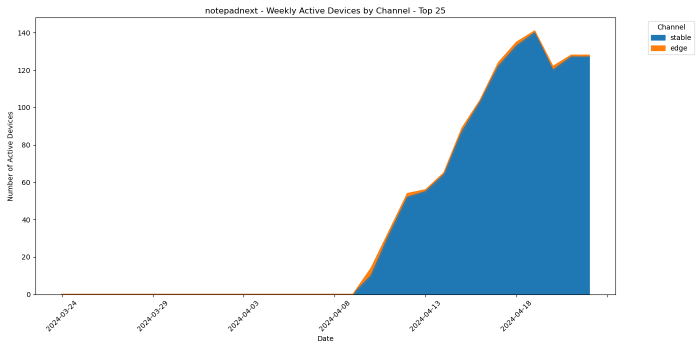 notepadnext - Weekly Active Devices by Channel - Top 25
Channel
stable
edge
Number of Active Devices
140
120
100
80
60
40
20
0
2024-03-24
2024-03-29
2024-04-03
2024-04-08
2024-04-13
2024-04-18
Date